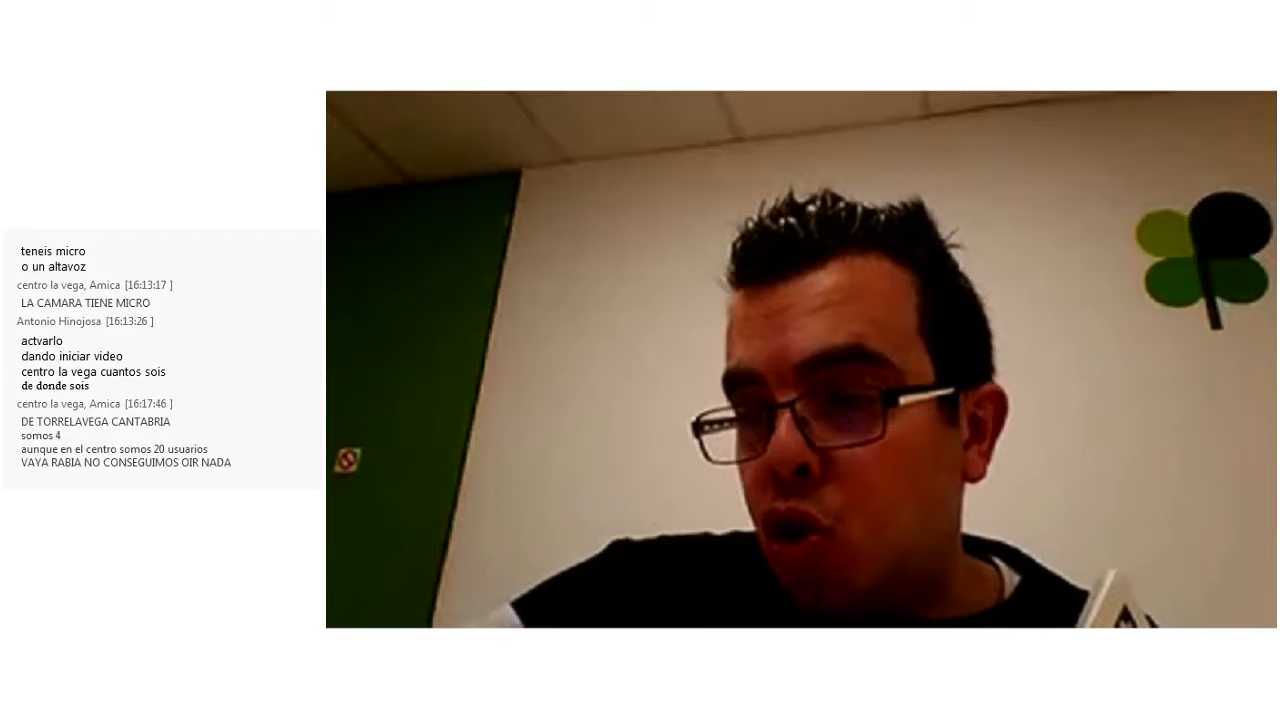 teneis micro
o un altavoz
centro la vega, Amica [16:13:17 ]
LA CAMARA TIENE MICRO
Antonio Hinojosa [16:13:26 ]
actvarlo
dando iniciar video
centro la vega cuantos sois
de donde sois
centro la vega, Amica [16:17:46 ]
DE TORRELAVEGA CANTABRIA
somos 4
aunque en el centro somos 20 usuarios
VAYA RABIA NO CONSEGUIMOS OIR NADA